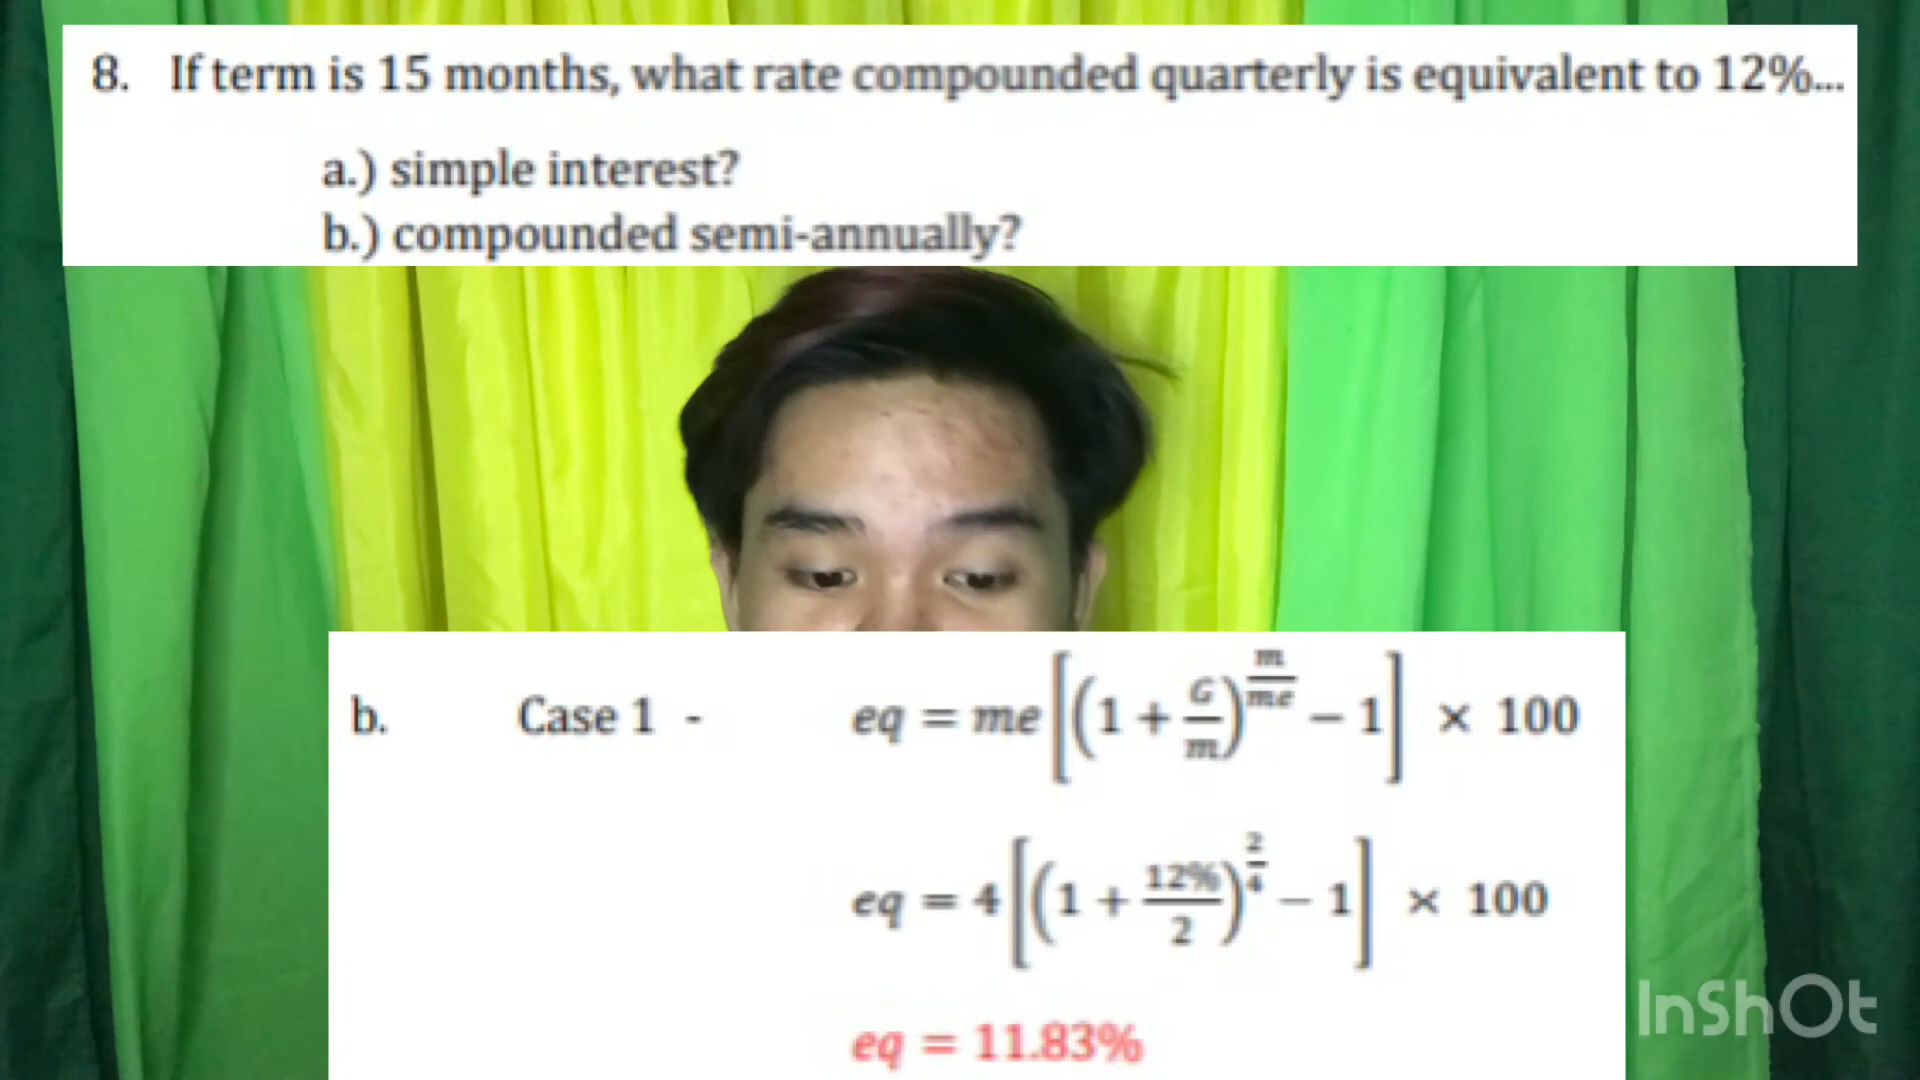 8. If term is 15 months, what rate compounded quarterly is equivalent to 12%...
a.) simple interest?
b.) compounded semi-annually?
b. Case 1 - eq = me [(1 + G/m)^(m/me) − 1] × 100
eq = 4 [(1 + 12%/2)^(2/4) − 1] × 100
eq = 11.83%
InShOt